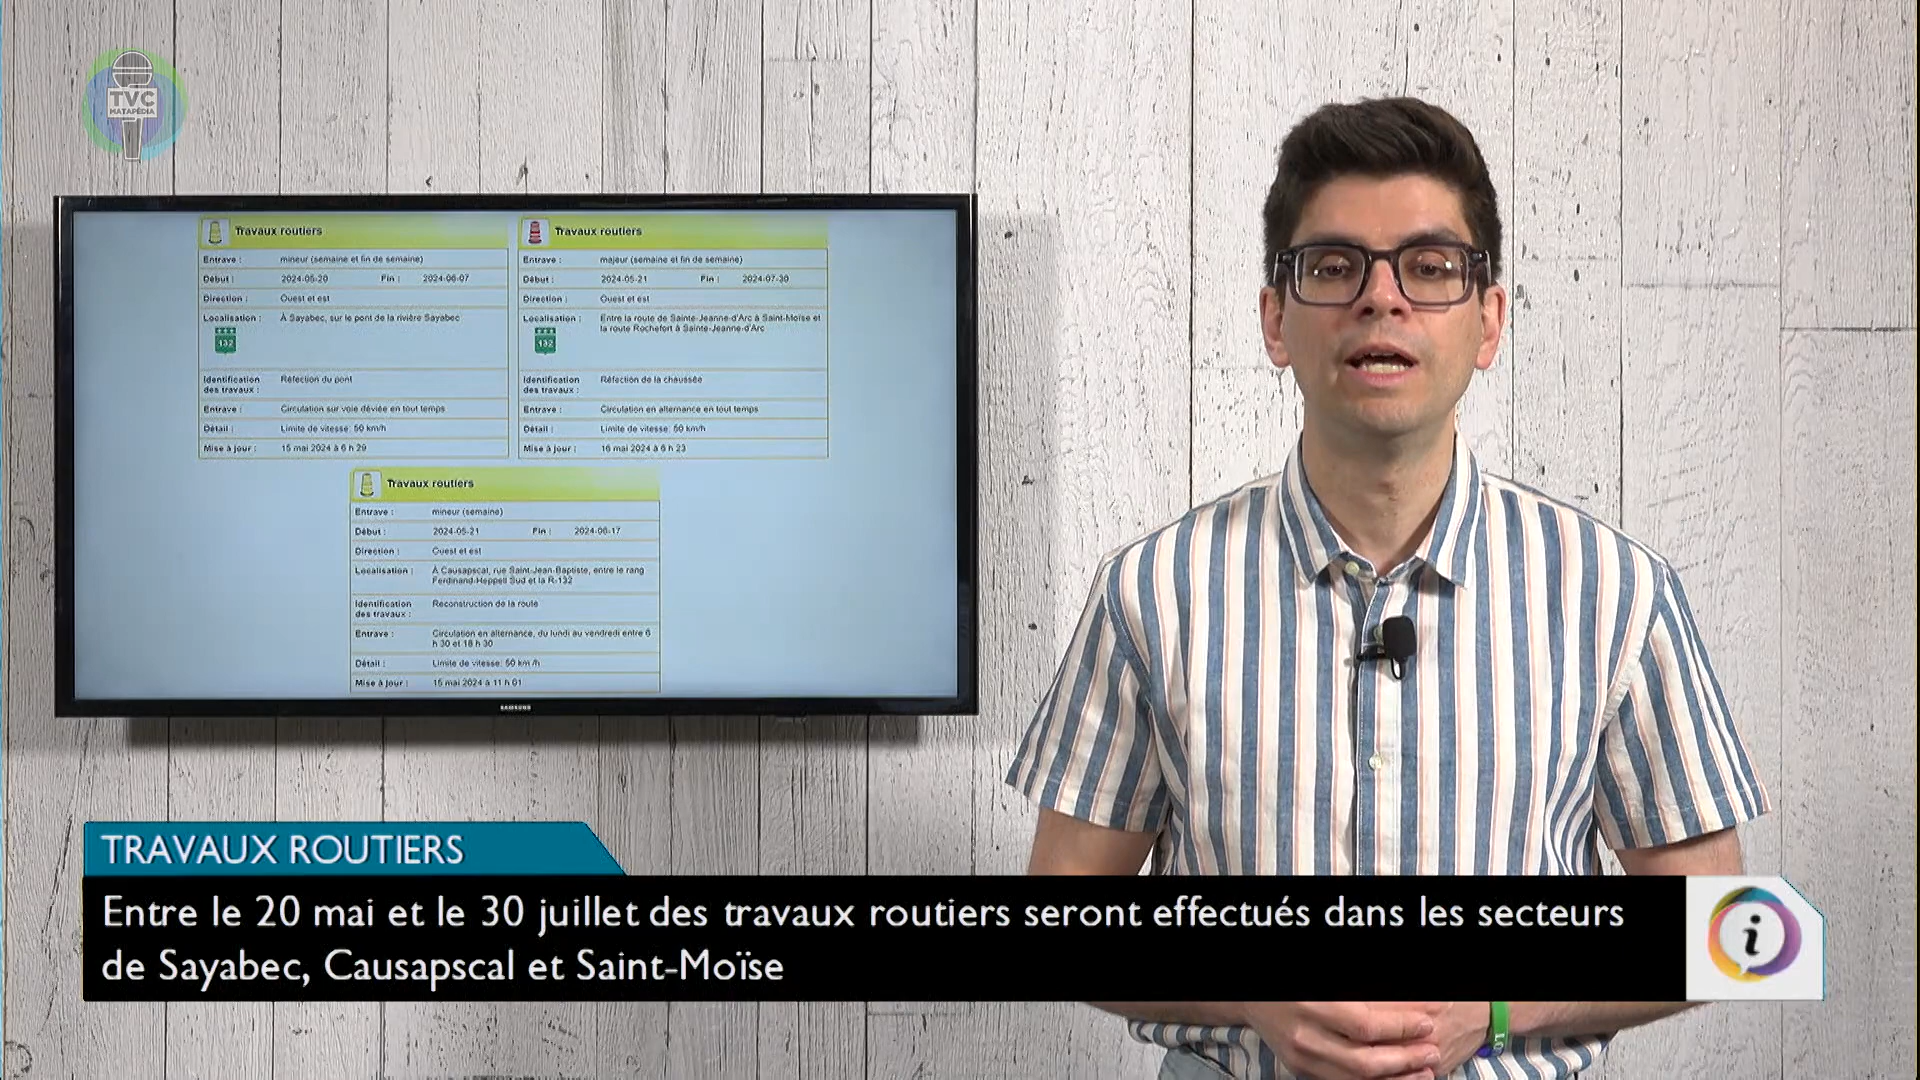 TVC
MATAPÉDIA
Travaux routiers
Entrave : mineur (semaine et fin de semaine)
Début : 2024-05-20 Fin : 2024-06-07
Direction : Ouest et est
Localisation : À Sayabec, sur le pont de la rivière Sayabec
132
Identification des travaux : Réfection du pont
Entrave : Circulation sur voie déviée en tout temps
Détail : Limite de vitesse: 50 km/h
Mise à jour : 15 mai 2024 à 6 h 29
Travaux routiers
Entrave : majeur (semaine et fin de semaine)
Début : 2024-05-21 Fin : 2024-07-30
Direction : Ouest et est
Localisation : Entre la route de Sainte-Jeanne-d'Arc à Saint-Moïse et
la route Rochefort à Sainte-Jeanne-d'Arc
132
Identification des travaux : Réfection de la chaussée
Entrave : Circulation en alternance en tout temps
Détail : Limite de vitesse: 50 km/h
Mise à jour : 16 mai 2024 à 6 h 23
Travaux routiers
Entrave : mineur (semaine)
Début : 2024-05-21 Fin : 2024-06-17
Direction : Ouest et est
Localisation : À Causapscal, rue Saint-Jean-Baptiste, entre le rang
Ferdinand-Heppell Sud et la R-132
Identification des travaux : Reconstruction de la route
Entrave : Circulation en alternance, du lundi au vendredi entre 6
h 30 et 18 h 30
Détail : Limite de vitesse: 50 km /h
Mise à jour : 15 mai 2024 à 11 h 01
SAMSUNG
TRAVAUX ROUTIERS
Entre le 20 mai et le 30 juillet des travaux routiers seront effectués dans les secteurs
de Sayabec, Causapscal et Saint-Moïse
i